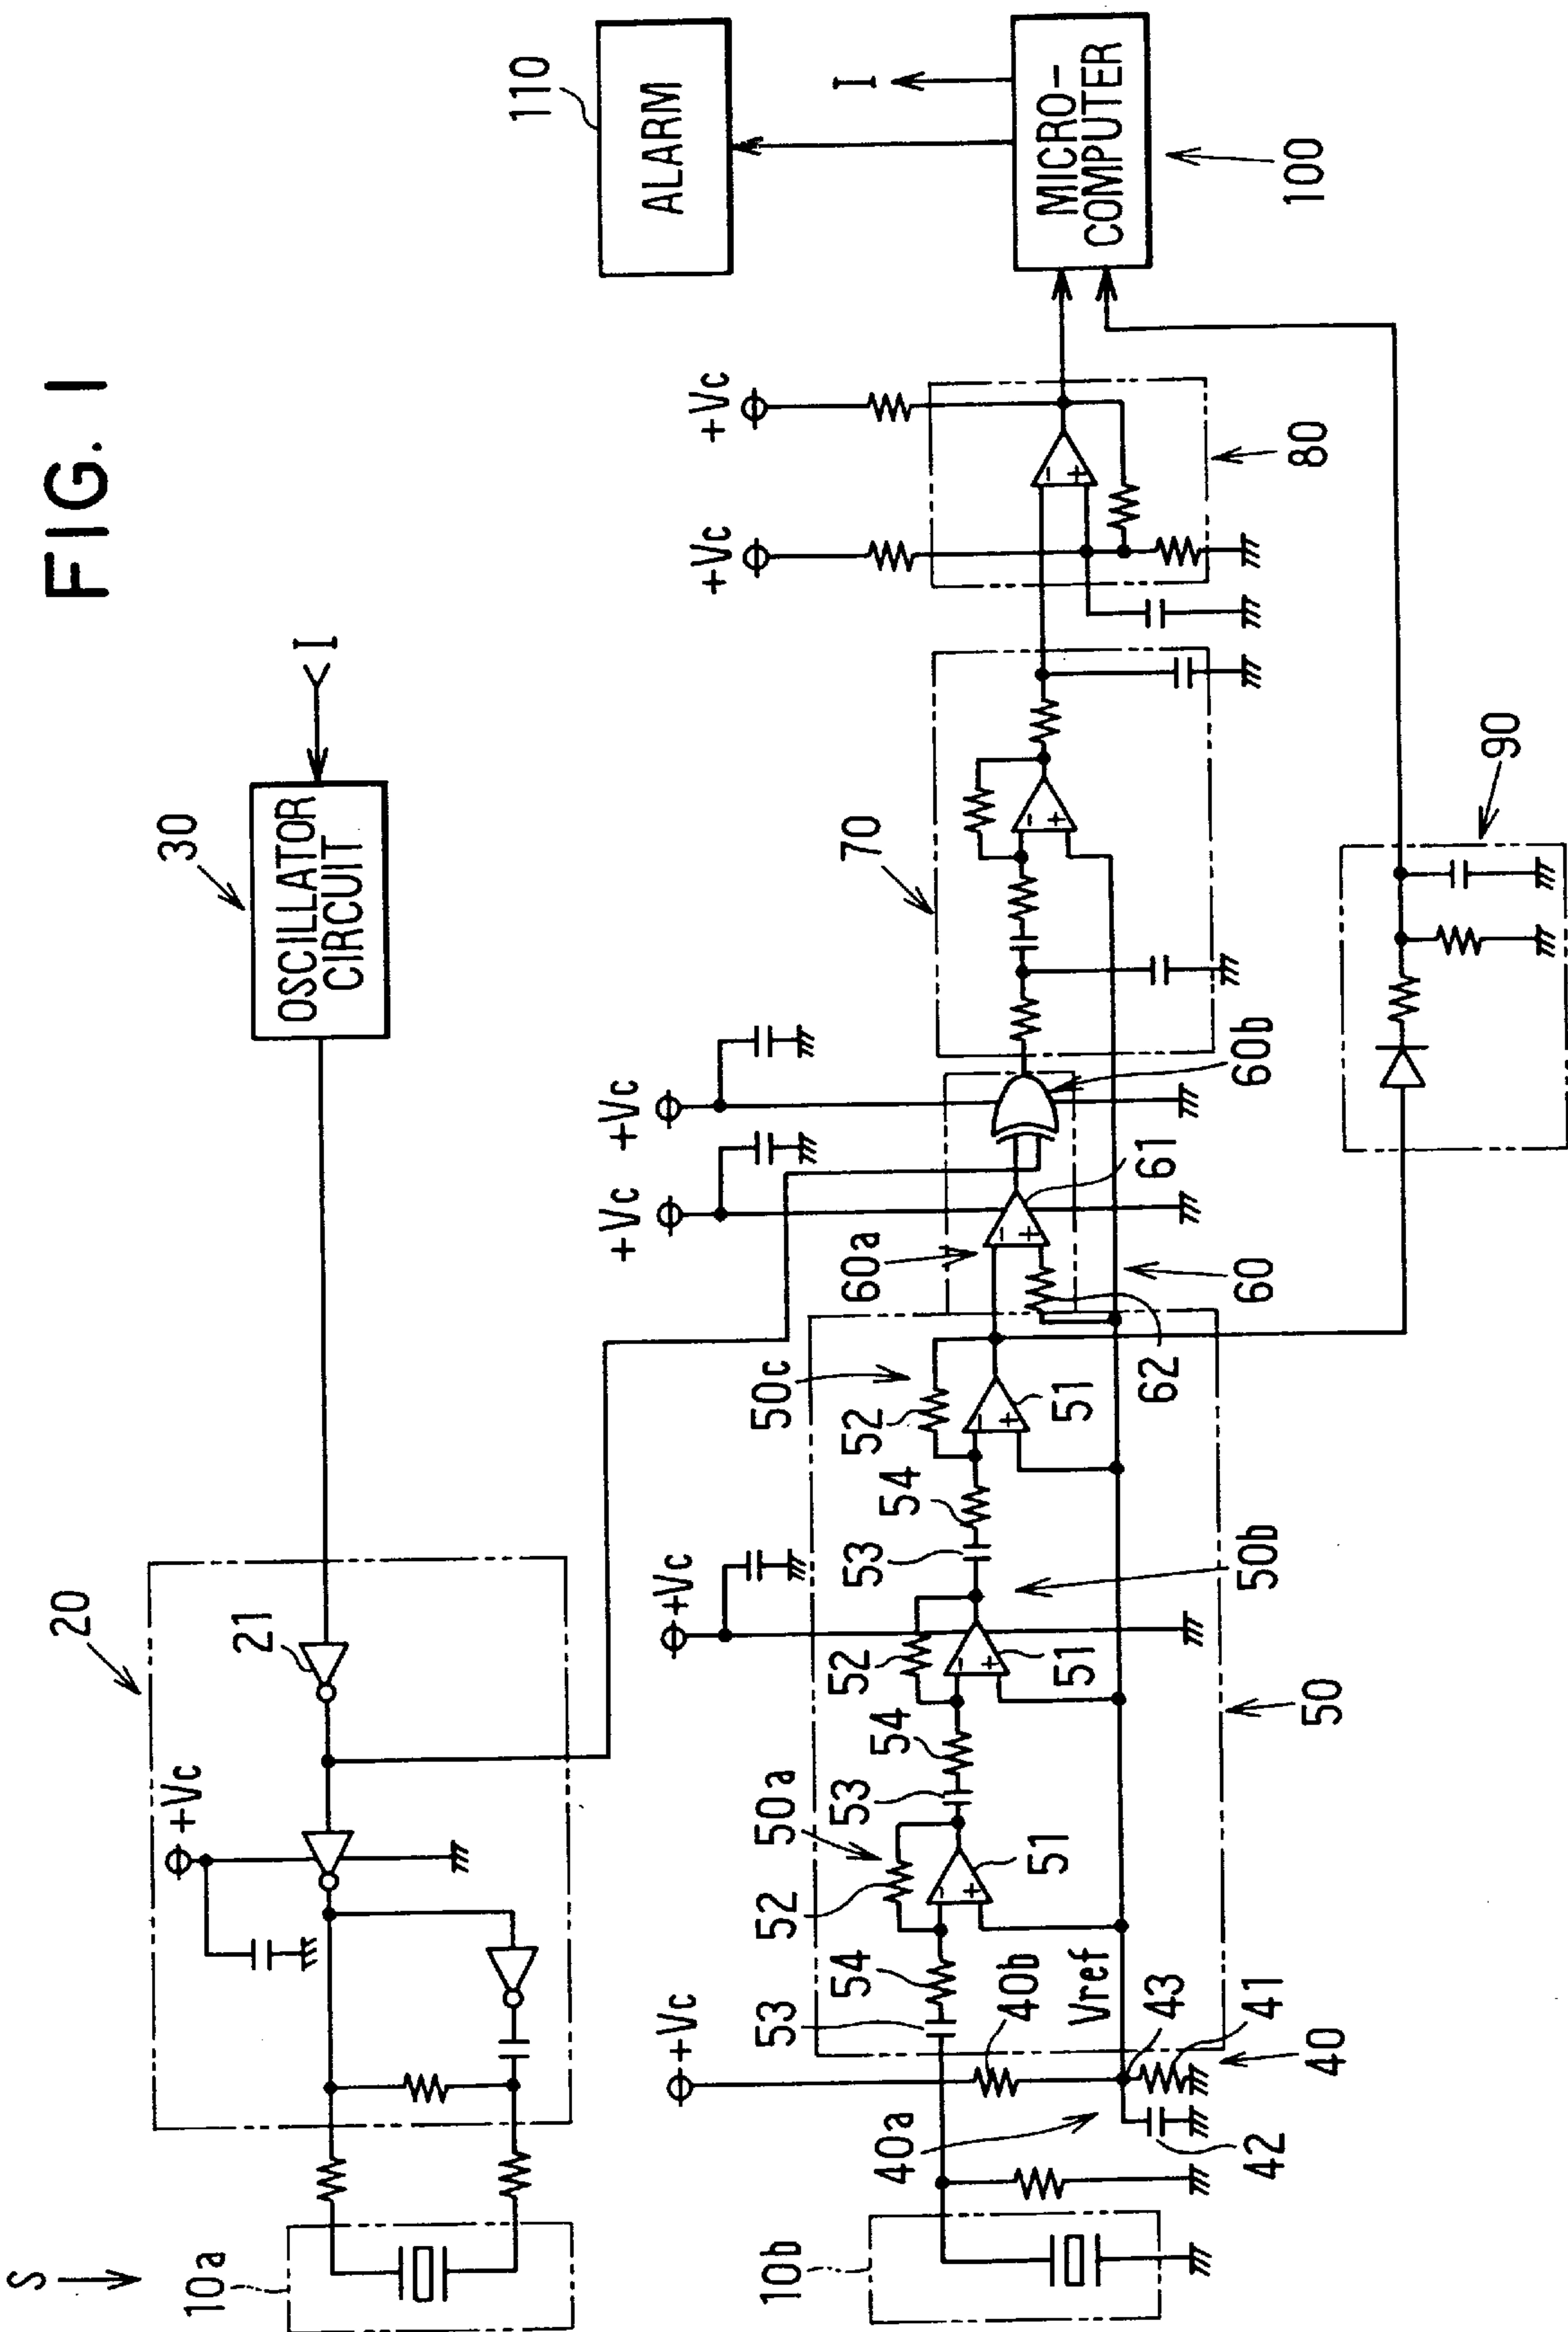 FIG. 1
S
10a
20
+Vc
21
30
OSCILLATOR
CIRCUIT
I
110
ALARM
I
MICRO-
COMPUTER
100
10b
+Vc
40a
40b
42
43
41
40
Vref
53
54
52
50a
51
53
54
52
+Vc
51
50b
53
54
52
50c
51
50
62
60
60a
61
+Vc
+Vc
60b
70
+Vc
+Vc
80
90
-
+
-
+
-
+
-
+
-
+
-
+